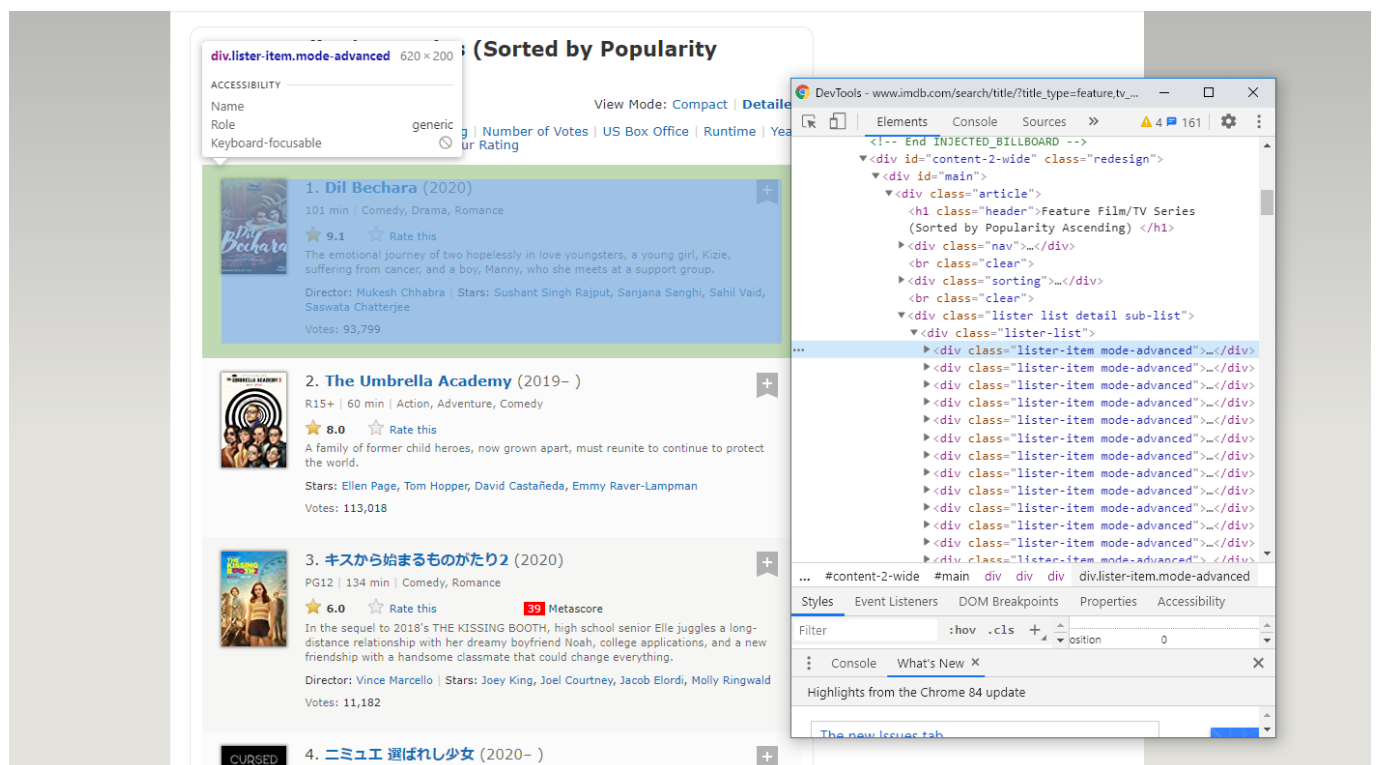 (Sorted by Popularity
div.lister-item.mode-advanced 620 × 200
ACCESSIBILITY
Name
Role generic
Keyboard-focusable
View Mode: Compact | Detaile
g | Number of Votes | US Box Office | Runtime | Yea
ur Rating
1. Dil Bechara (2020)
101 min | Comedy, Drama, Romance
9.1 Rate this
The emotional journey of two hopelessly in love youngsters, a young girl, Kizie,
suffering from cancer, and a boy, Manny, who she meets at a support group.
Director: Mukesh Chhabra | Stars: Sushant Singh Rajput, Sanjana Sanghi, Sahil Vaid,
Saswata Chatterjee
Votes: 93,799
Dil
Bechara
2. The Umbrella Academy (2019– )
R15+ | 60 min | Action, Adventure, Comedy
8.0 Rate this
A family of former child heroes, now grown apart, must reunite to continue to protect
the world.
Stars: Ellen Page, Tom Hopper, David Castañeda, Emmy Raver-Lampman
Votes: 113,018
THE UMBRELLA ACADEMY
3. キスから始まるものがたり2 (2020)
PG12 | 134 min | Comedy, Romance
6.0 Rate this 39 Metascore
In the sequel to 2018's THE KISSING BOOTH, high school senior Elle juggles a long-
distance relationship with her dreamy boyfriend Noah, college applications, and a new
friendship with a handsome classmate that could change everything.
Director: Vince Marcello | Stars: Joey King, Joel Courtney, Jacob Elordi, Molly Ringwald
Votes: 11,182
THE
KISSING
BOOTH2
4. ニミュエ 選ばれし少女 (2020– )
CURSED
DevTools - www.imdb.com/search/title/?title_type=feature,tv_...
Elements Console Sources » 4 161
<!-- End INJECTED_BILLBOARD -->
<div id="content-2-wide" class="redesign">
<div id="main">
<div class="article">
<h1 class="header">Feature Film/TV Series
(Sorted by Popularity Ascending) </h1>
<div class="nav">…</div>
<br class="clear">
<div class="sorting">…</div>
<br class="clear">
<div class="lister list detail sub-list">
<div class="lister-list">
<div class="lister-item mode-advanced">…</div>
<div class="lister-item mode-advanced">…</div>
<div class="lister-item mode-advanced">…</div>
<div class="lister-item mode-advanced">…</div>
<div class="lister-item mode-advanced">…</div>
<div class="lister-item mode-advanced">…</div>
<div class="lister-item mode-advanced">…</div>
<div class="lister-item mode-advanced">…</div>
<div class="lister-item mode-advanced">…</div>
<div class="lister-item mode-advanced">…</div>
<div class="lister-item mode-advanced">…</div>
<div class="lister-item mode-advanced">…</div>
<div class="lister-item mode-advanced">…</div>
... #content-2-wide #main div div div div.lister-item.mode-advanced
Styles Event Listeners DOM Breakpoints Properties Accessibility
Filter :hov .cls +
osition 0
Console What's New ×
Highlights from the Chrome 84 update
The new Issues tab